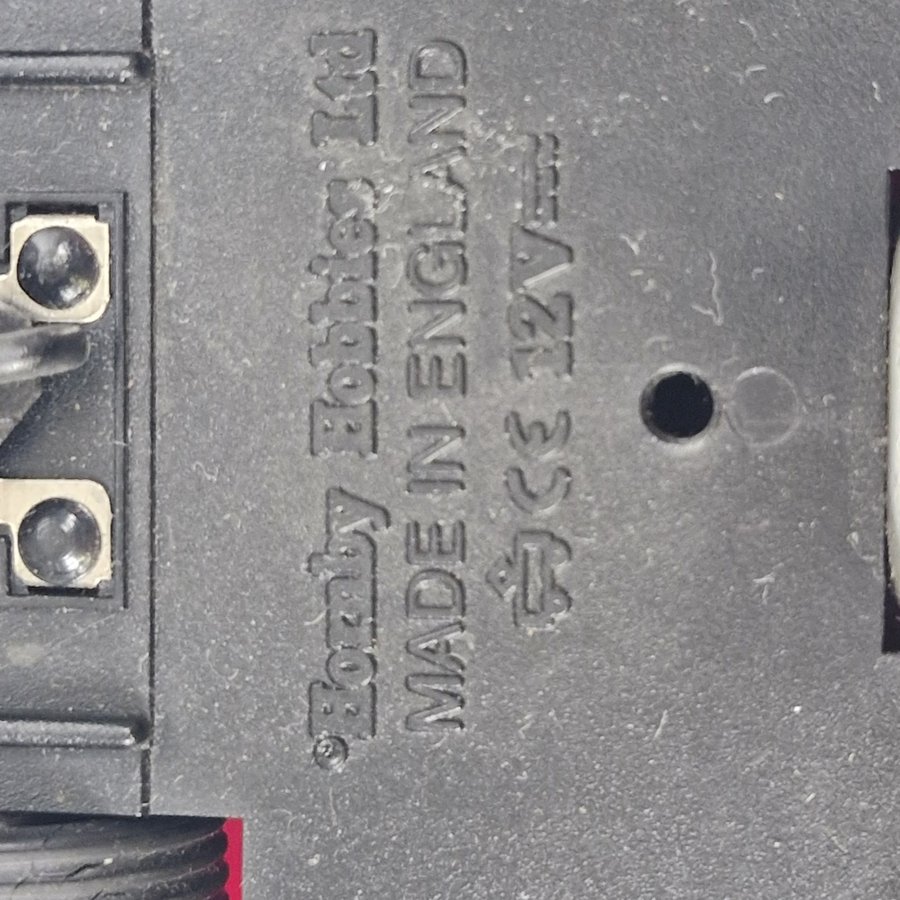 ©Hornby Hobbies Ltd
MADE IN ENGLAND
CE 12V⎓